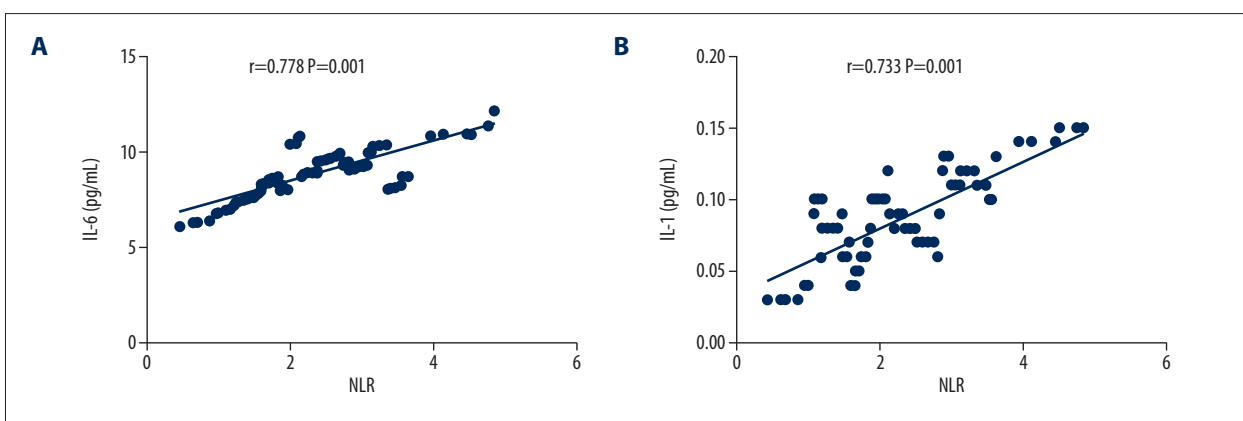 A
r=0.778 P=0.001
15
10
5
0
IL-6 (pg/mL)
0 2 4 6
NLR
B
r=0.733 P=0.001
0.20
0.15
0.10
0.05
0.00
IL-1 (pg/mL)
0 2 4 6
NLR